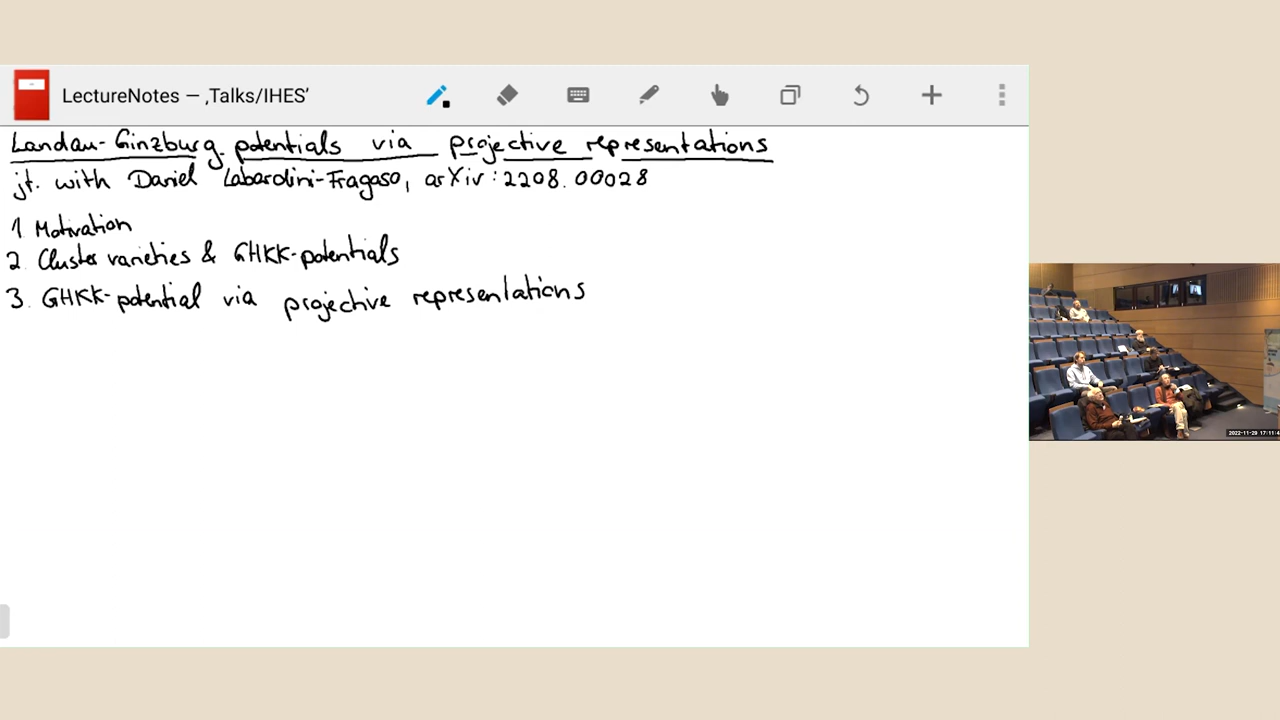 LectureNotes — ‚Talks/IHES‘
Landau-Ginzburg potentials via projective representations
jt. with Daniel Labardini-Fragoso, arXiv:2208.00028
1 Motivation
2. Cluster varieties & GHKK-potentials
3. GHKK-potential via projective representations